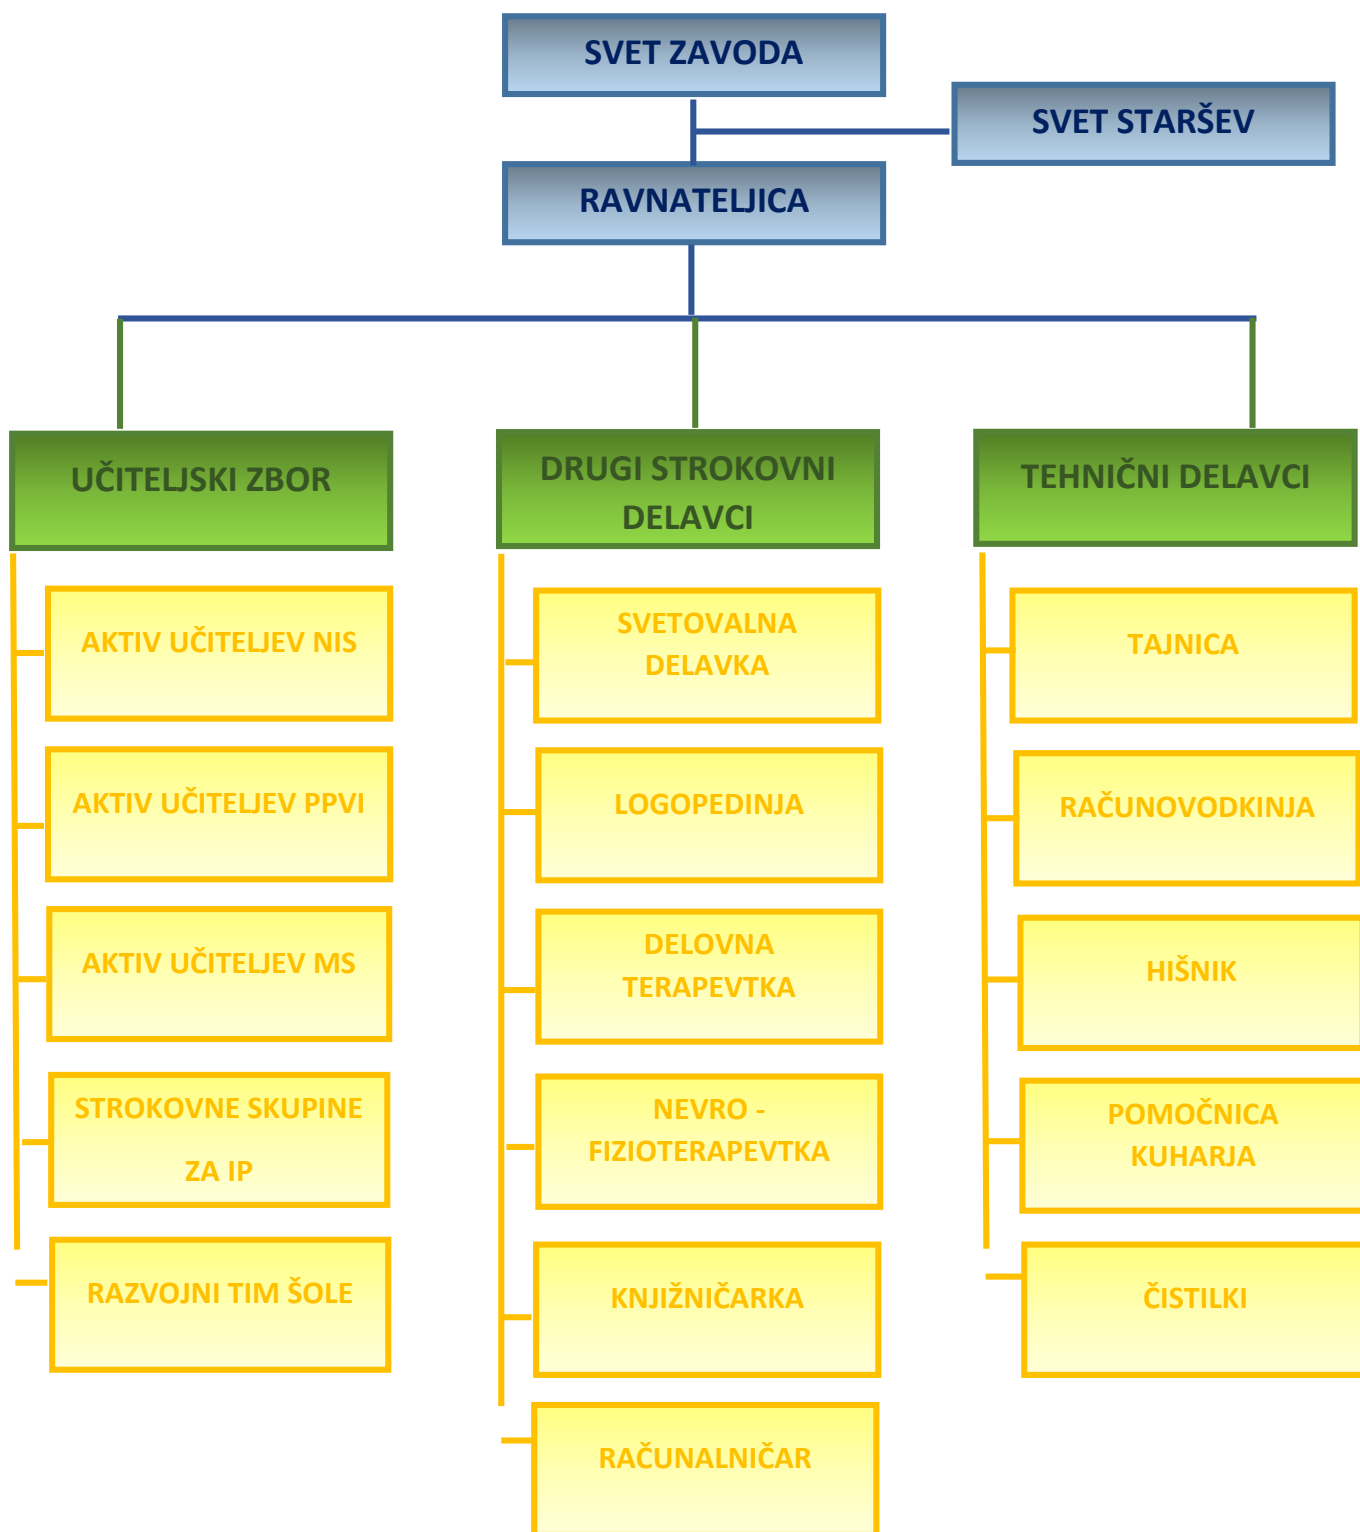 SVET ZAVODA
SVET STARŠEV
RAVNATELJICA
UČITELJSKI ZBOR
AKTIV UČITELJEV NIS
AKTIV UČITELJEV PPVI
AKTIV UČITELJEV MS
STROKOVNE SKUPINE
ZA IP
RAZVOJNI TIM ŠOLE
DRUGI STROKOVNI
DELAVCI
SVETOVALNA
DELAVKA
LOGOPEDINJA
DELOVNA
TERAPEVTKA
NEVRO -
FIZIOTERAPEVTKA
KNJIŽNIČARKA
RAČUNALNIČAR
TEHNIČNI DELAVCI
TAJNICA
RAČUNOVODKINJA
HIŠNIK
POMOČNICA
KUHARJA
ČISTILKI